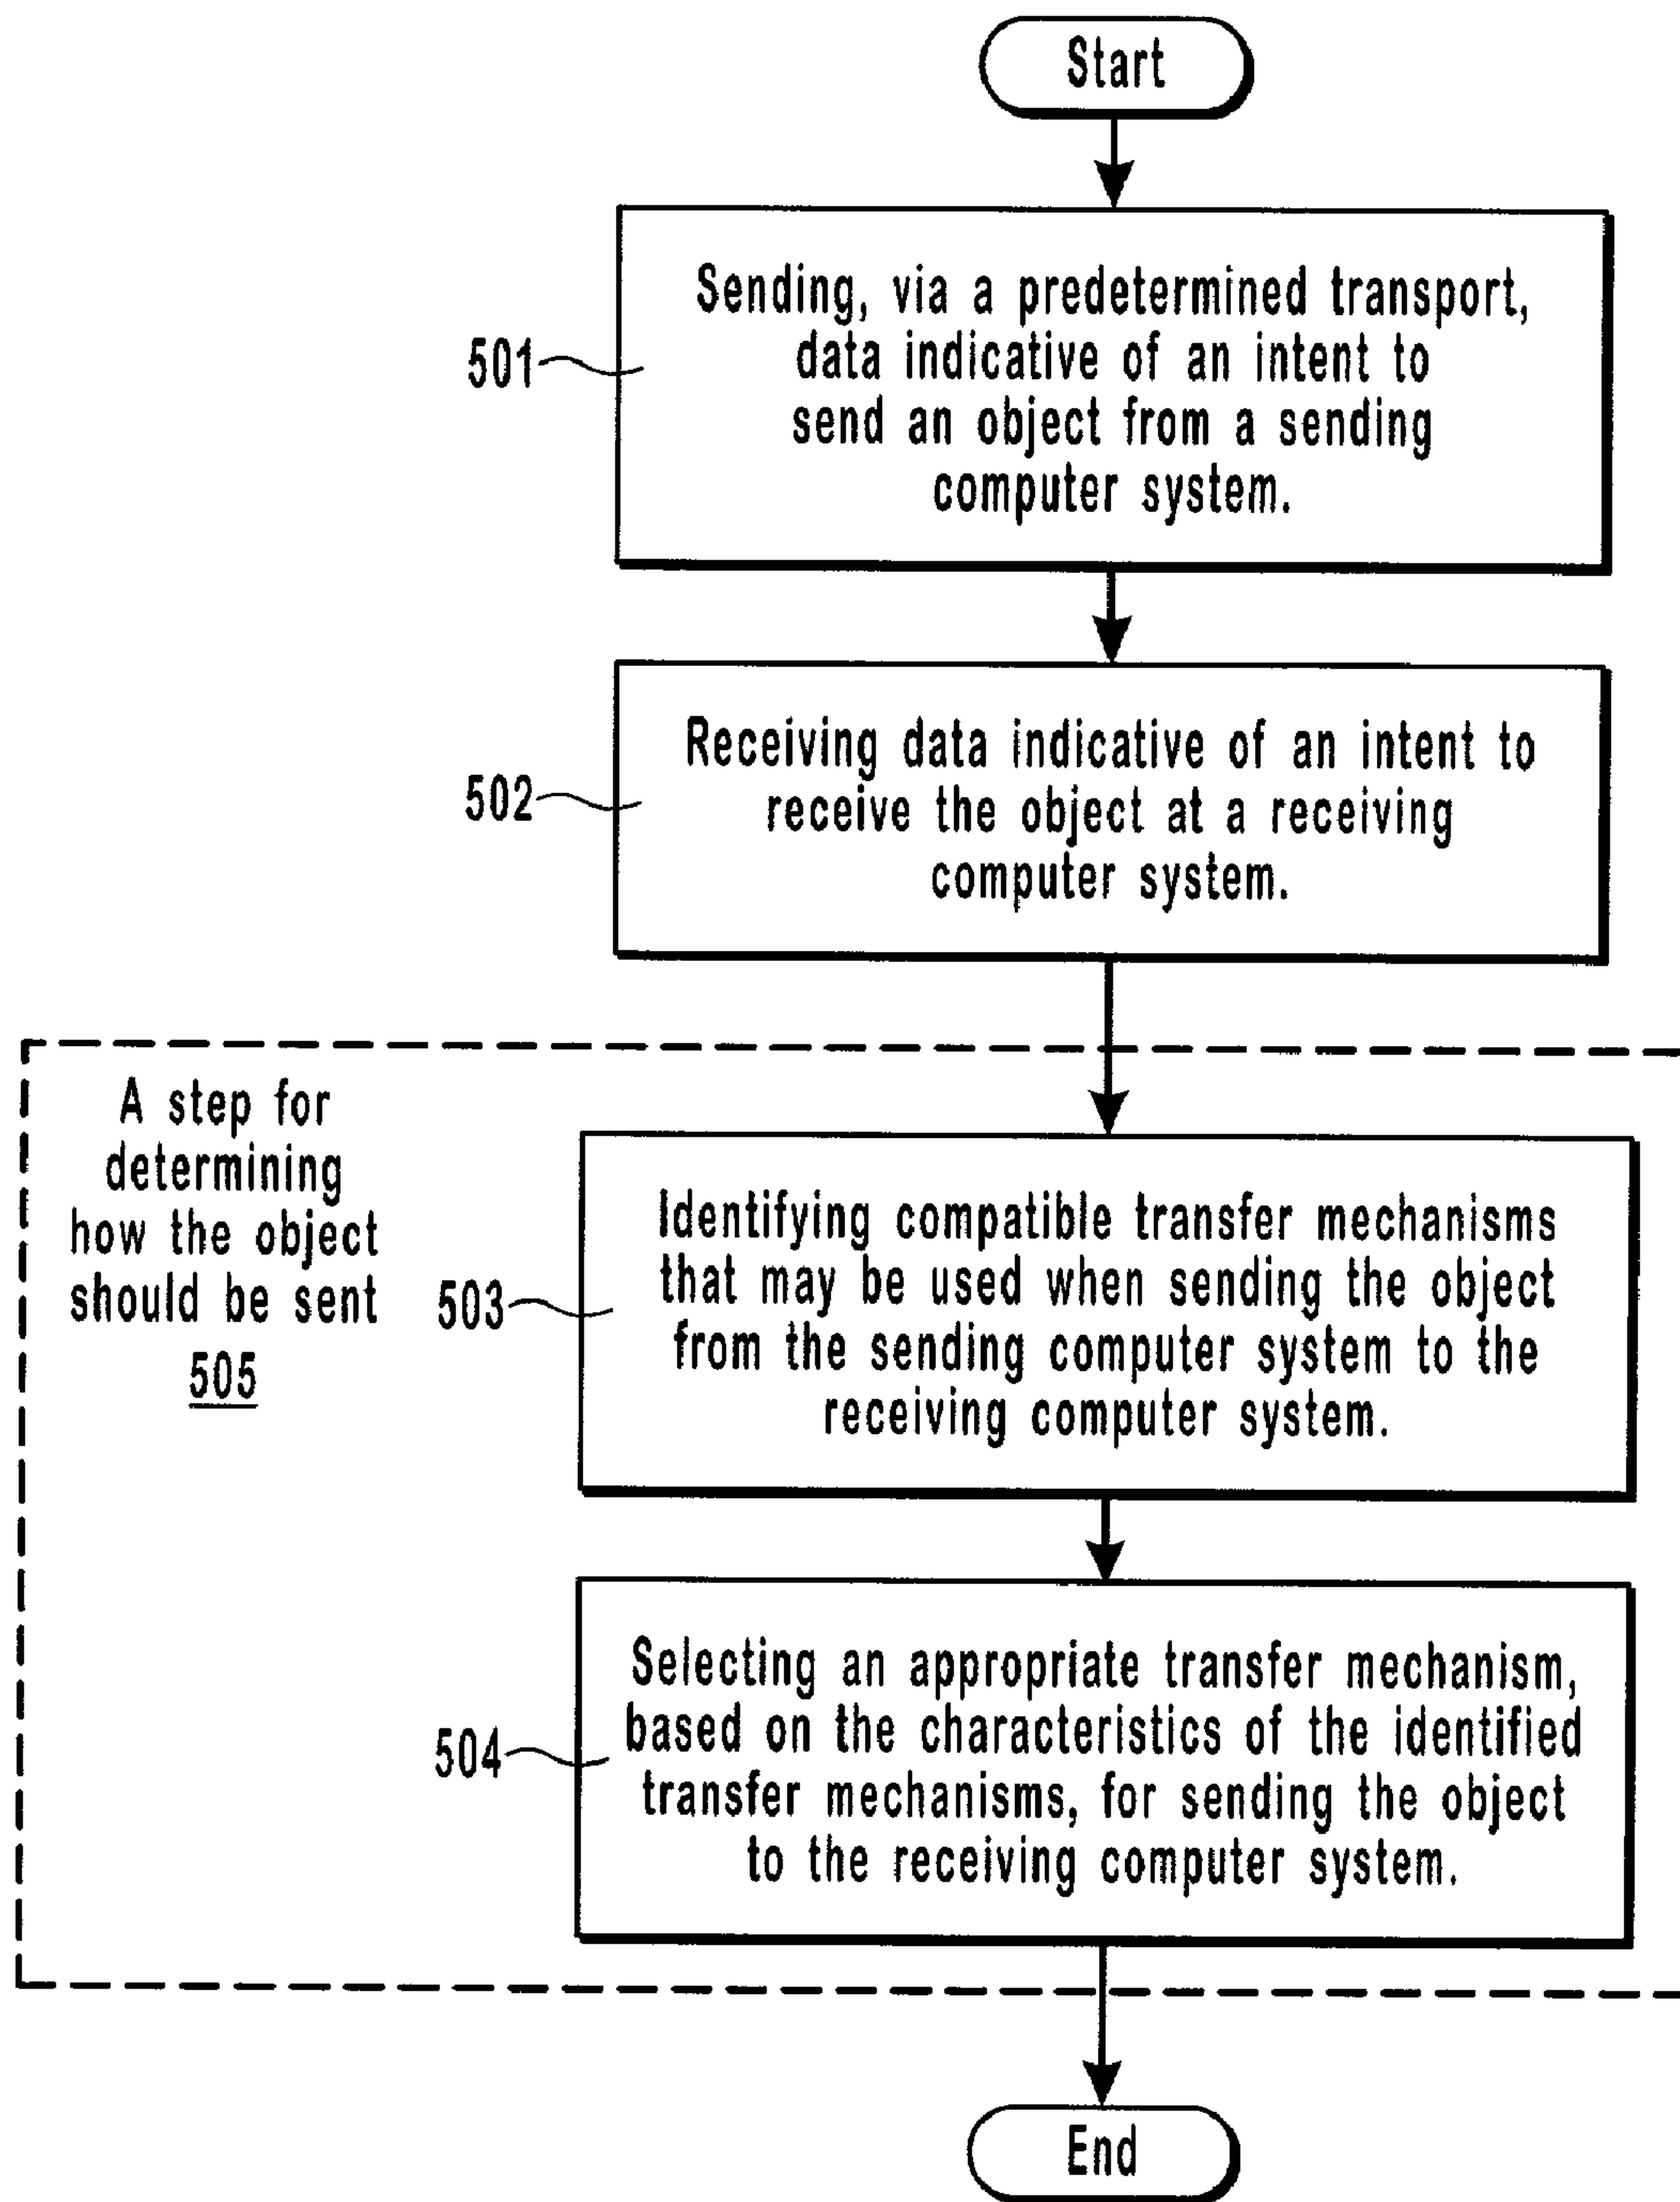 Start
501
Sending, via a predetermined transport,
data indicative of an intent to
send an object from a sending
computer system.
502
Receiving data indicative of an intent to
receive the object at a receiving
computer system.
A step for
determining
how the object
should be sent
505
503
Identifying compatible transfer mechanisms
that may be used when sending the object
from the sending computer system to the
receiving computer system.
504
Selecting an appropriate transfer mechanism,
based on the characteristics of the identified
transfer mechanisms, for sending the object
to the receiving computer system.
End